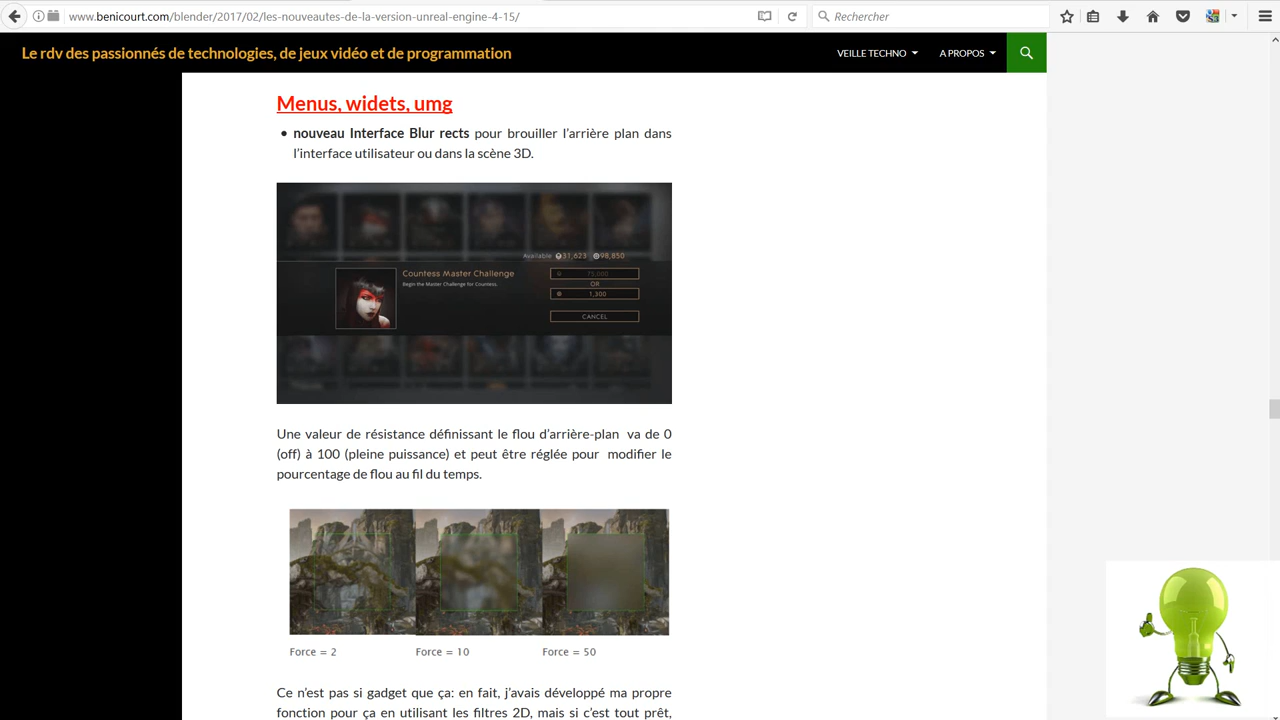 www.benicourt.com/blender/2017/02/les-nouveautes-de-la-version-unreal-engine-4-15/
Rechercher
Le rdv des passionnés de technologies, de jeux vidéo et de programmation
VEILLE TECHNO
A PROPOS
Menus, widets, umg
• nouveau Interface Blur rects pour brouiller l’arrière plan dans
l’interface utilisateur ou dans la scène 3D.
Available 31,623 98,850
Countess Master Challenge
Begin the Master Challenge for Countess.
75,000
OR
1,300
CANCEL
Une valeur de résistance définissant le flou d’arrière-plan va de 0
(off) à 100 (pleine puissance) et peut être réglée pour modifier le
pourcentage de flou au fil du temps.
Force = 2
Force = 10
Force = 50
Ce n’est pas si gadget que ça: en fait, j’avais développé ma propre
fonction pour ça en utilisant les filtres 2D, mais si c’est tout prêt,